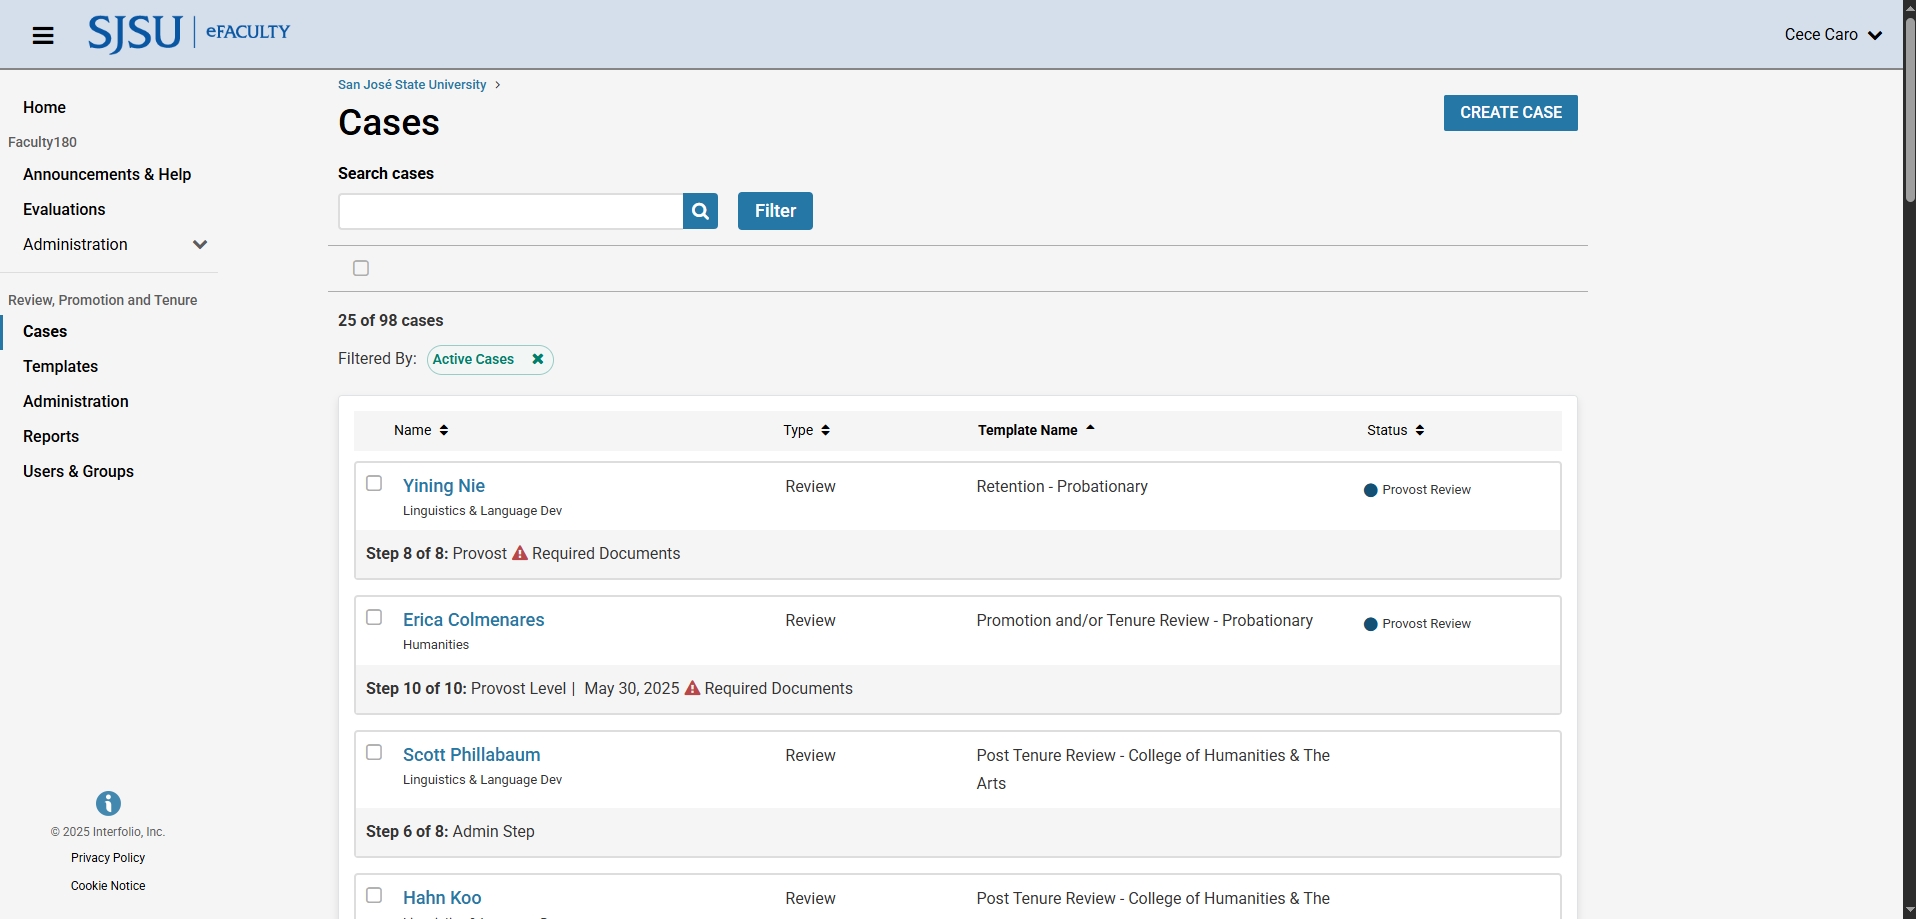 SJSU | eFACULTY
Cece Caro
Home
Faculty180
Announcements & Help
Evaluations
Administration
Review, Promotion and Tenure
Cases
Templates
Administration
Reports
Users & Groups
© 2025 Interfolio, Inc.
Privacy Policy
Cookie Notice
San José State University >
Cases
CREATE CASE
Search cases
Filter
25 of 98 cases
Filtered By: Active Cases
Name Type Template Name Status
Yining Nie Review Retention - Probationary Provost Review
Linguistics & Language Dev
Step 8 of 8: Provost Required Documents
Erica Colmenares Review Promotion and/or Tenure Review - Probationary Provost Review
Humanities
Step 10 of 10: Provost Level | May 30, 2025 Required Documents
Scott Phillabaum Review Post Tenure Review - College of Humanities & The
Arts
Linguistics & Language Dev
Step 6 of 8: Admin Step
Hahn Koo Review Post Tenure Review - College of Humanities & The